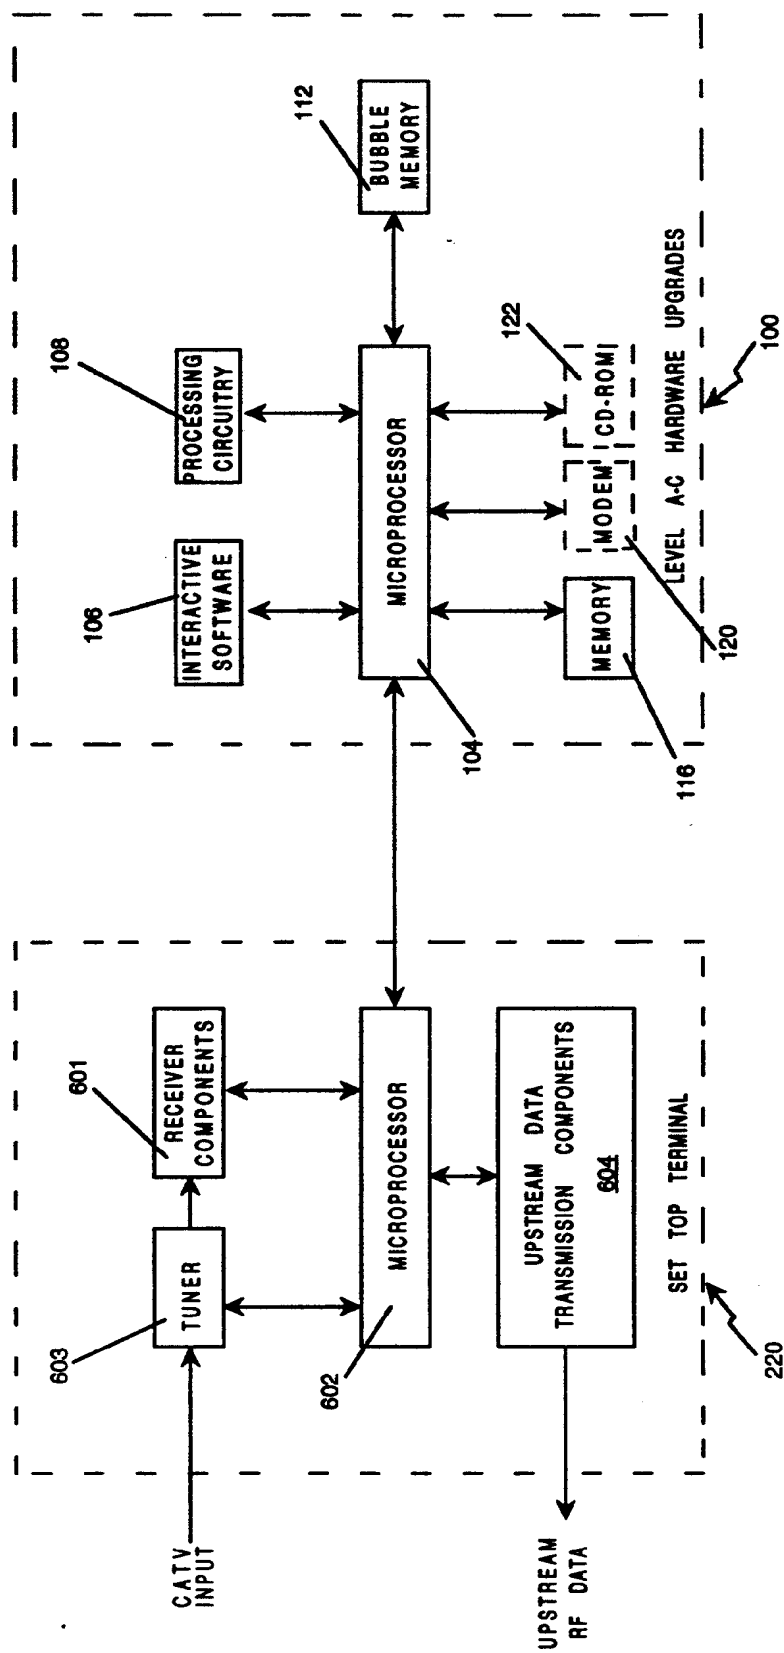 CATV
INPUT
603
TUNER
601
RECEIVER
COMPONENTS
602
MICROPROCESSOR
UPSTREAM DATA
TRANSMISSION COMPONENTS
604
UPSTREAM
RF DATA
SET TOP TERMINAL
220
106
INTERACTIVE
SOFTWARE
108
PROCESSING
CIRCUITRY
104
MICROPROCESSOR
112
BUBBLE
MEMORY
116
MEMORY
120
MODEM
122
CD-ROM
LEVEL A-C HARDWARE UPGRADES
100